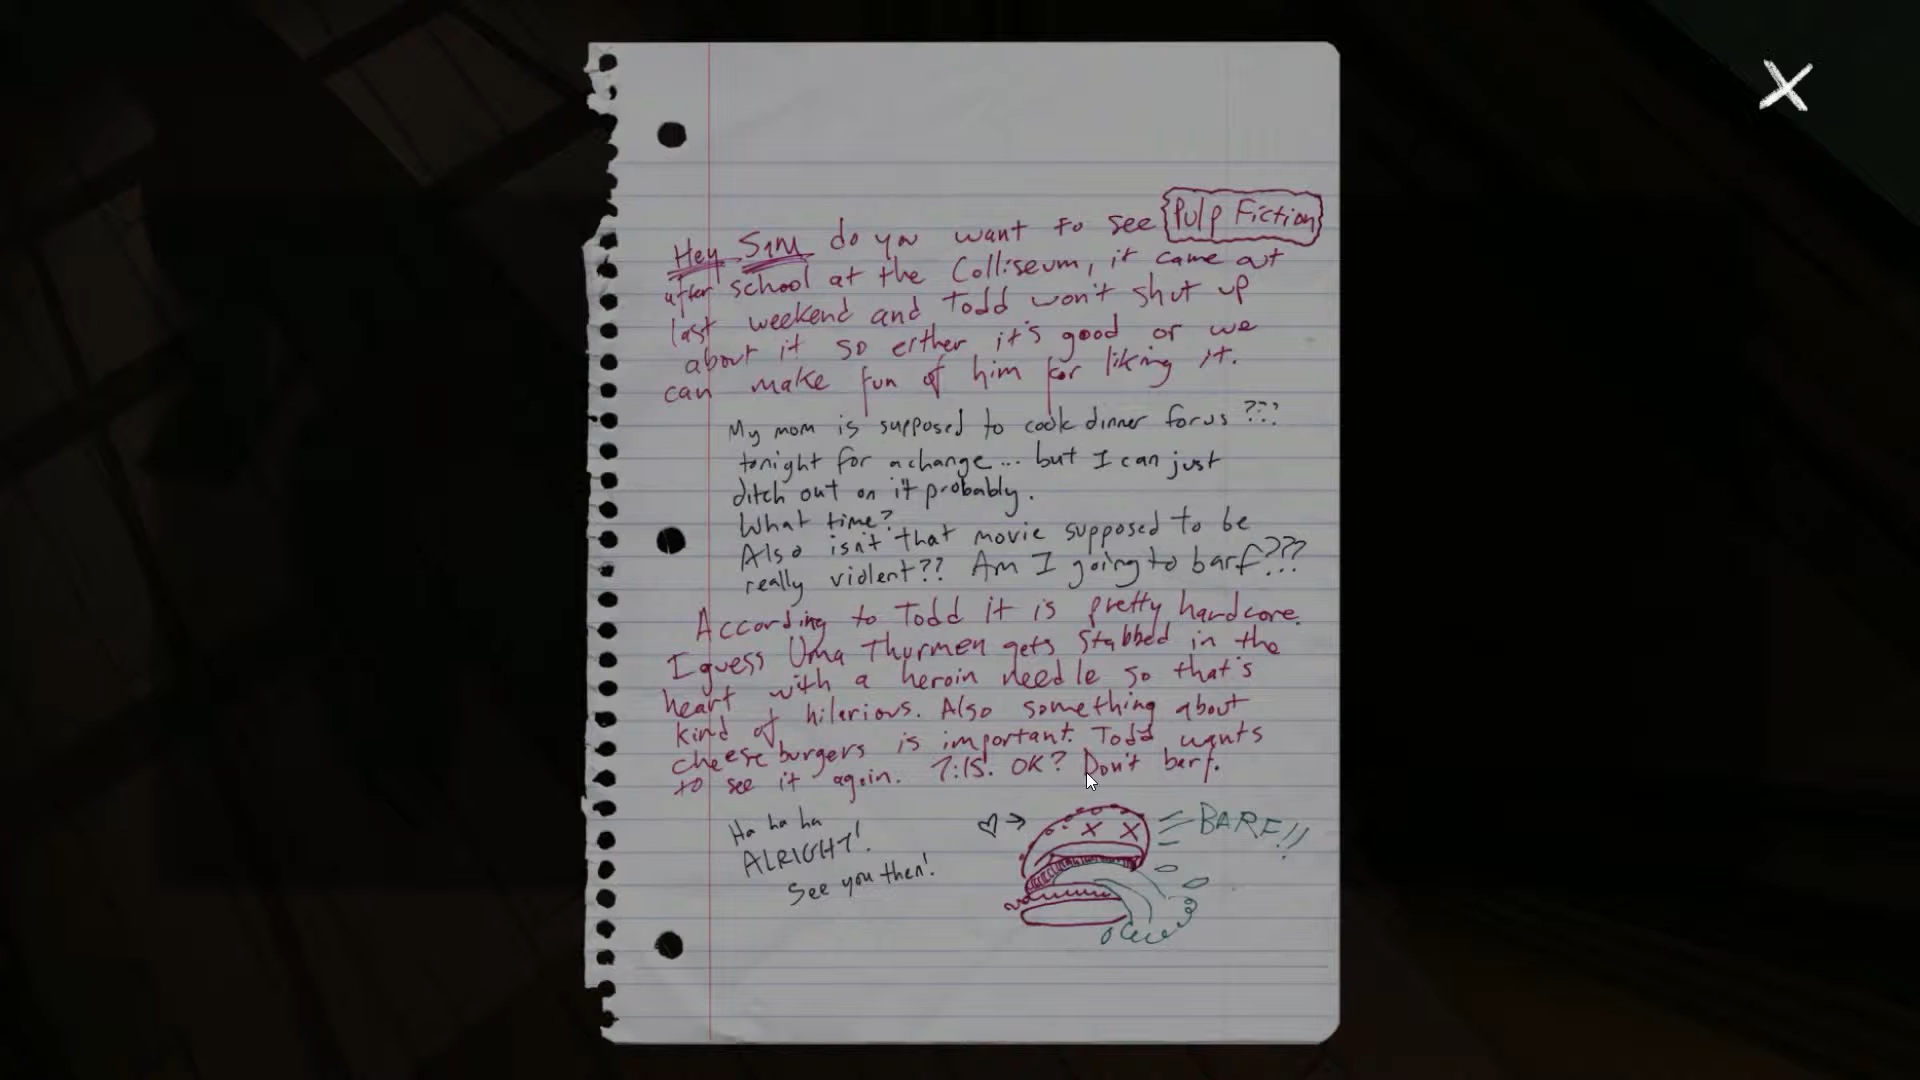 Hey Sam do you want to see Pulp Fiction
after school at the Colliseum, it came out
last weekend and Todd won't shut up
about it so either it's good or we
can make fun of him for liking it.
My mom is supposed to cook dinner for us ???
tonight for a change... but I can just
ditch out on it probably.
What time?
Also isn't that movie supposed to be
really violent?? Am I going to barf???
According to Todd it is pretty hardcore.
I guess Uma Thurmen gets stabbed in the
heart with a heroin needle so that's
kind of hilarious. Also something about
cheeseburgers is important. Todd wants
to see it again. 7:15. OK? Don't barf.
Ha ha ha
ALRIGHT!
See you then!
BARF!!